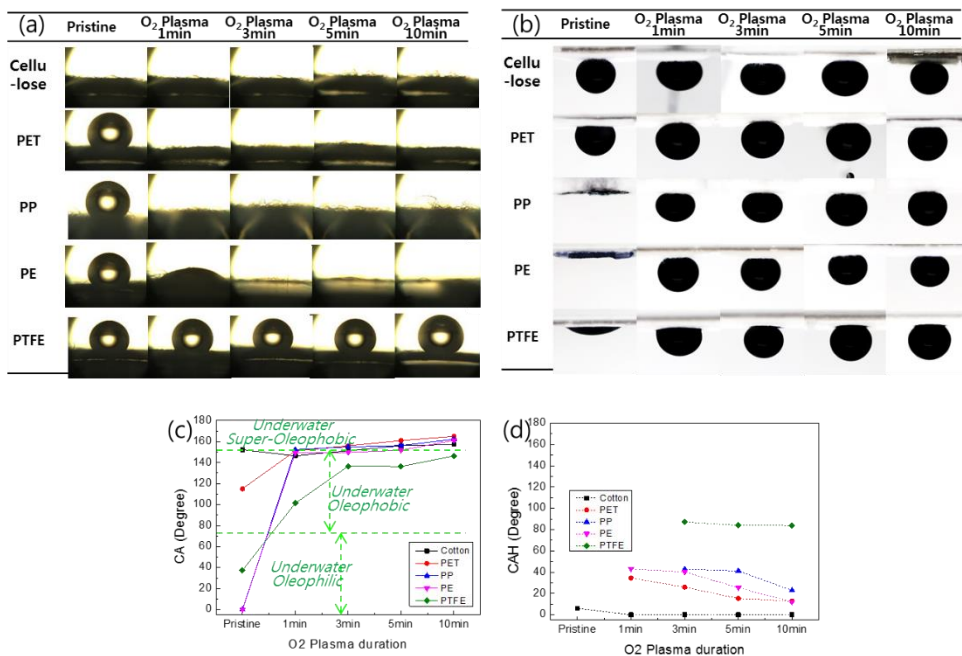 (a)
Pristine
O2 Plasma
1min
O2 Plasma
3min
O2 Plasma
5min
O2 Plasma
10min
Cellu
-lose
PET
PP
PE
PTFE
(b)
Pristine
O2 Plasma
1min
O2 Plasma
3min
O2 Plasma
5min
O2 Plasma
10min
Cellu
-lose
PET
PP
PE
PTFE
(c)
180
160
140
120
100
80
60
40
20
0
CA (Degree)
Underwater
Super-Oleophobic
Underwater
Oleophobic
Underwater
Oleophilic
Cotton
PET
PP
PE
PTFE
Pristine 1min 3min 5min 10min
O2 Plasma duration
(d)
180
160
140
120
100
80
60
40
20
0
CAH (Degree)
Cotton
PET
PP
PE
PTFE
Pristine 1min 3min 5min 10min
O2 Plasma duration